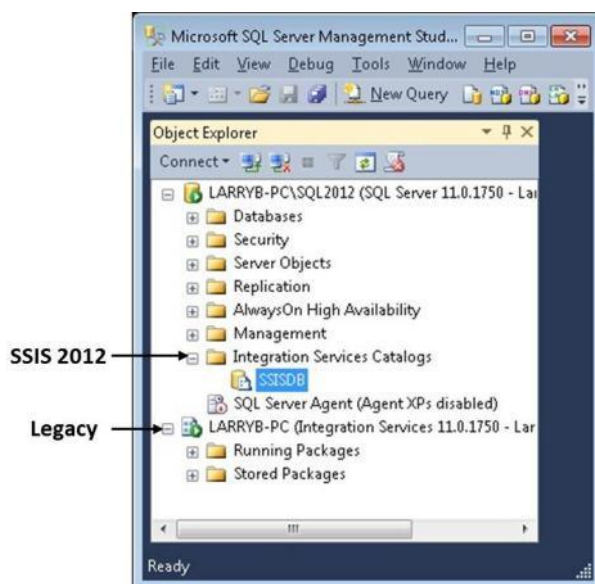 Microsoft SQL Server Management Stud...
File Edit View Debug Tools Window Help
New Query
Object Explorer
Connect
LARRYB-PC\SQL2012 (SQL Server 11.0.1750 - Lar
Databases
Security
Server Objects
Replication
AlwaysOn High Availability
Management
SSIS 2012
Integration Services Catalogs
SSISDB
SQL Server Agent (Agent XPs disabled)
Legacy
LARRYB-PC (Integration Services 11.0.1750 - Lar
Running Packages
Stored Packages
Ready